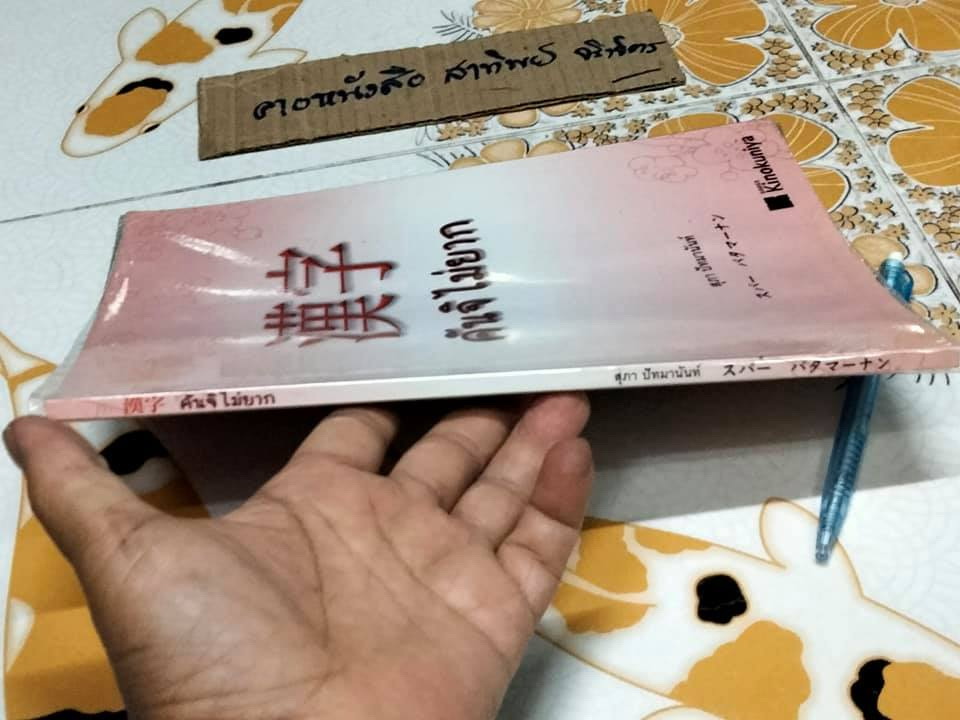 หนังสือ สาทิพย์
漢字
คันจิไม่ยาก
สุภา ปัทมานันท์
スパー パタマーナン
Kinokuniya
漢字 คันจิไม่ยาก สุภา ปัทมานันท์ スパー パタマーナン